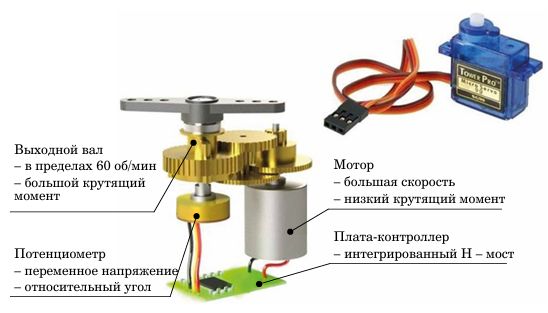 Tower Pro
Выходной вал
– в пределах 60 об/мин
– большой крутящий
момент
Мотор
– большая скорость
– низкий крутящий момент
Плата-контроллер
– интегрированный H – мост
Потенциометр
– переменное напряжение
– относительный угол